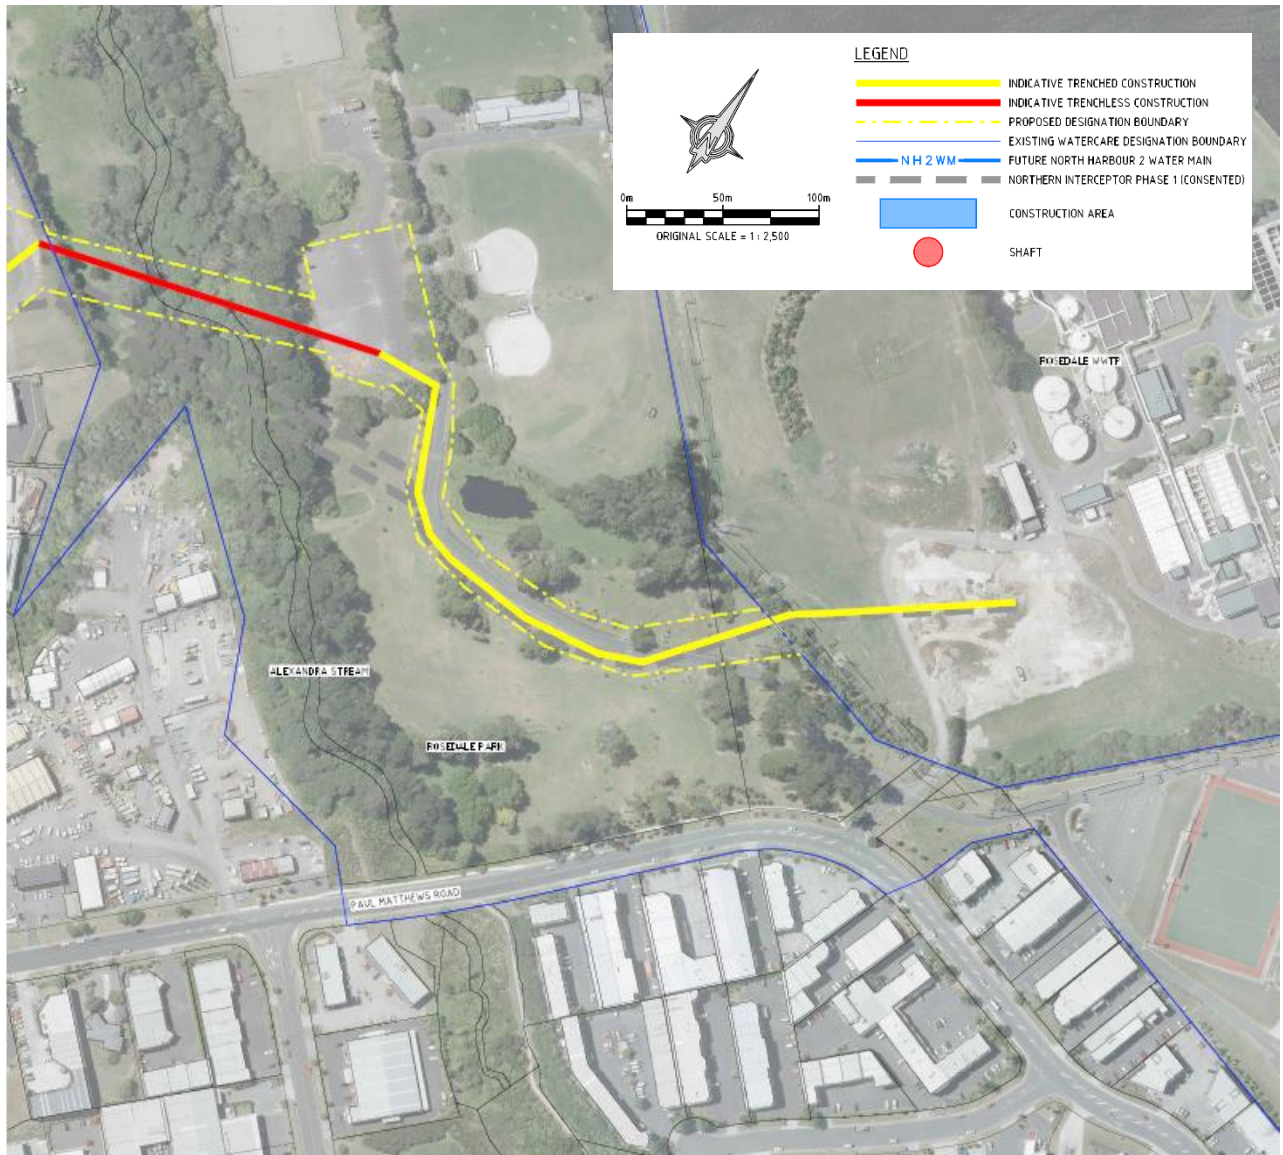 LEGEND
INDICATIVE TRENCHED CONSTRUCTION
INDICATIVE TRENCHLESS CONSTRUCTION
PROPOSED DESIGNATION BOUNDARY
EXISTING WATERCARE DESIGNATION BOUNDARY
NH2WM FUTURE NORTH HARBOUR 2 WATER MAIN
NORTHERN INTERCEPTOR PHASE 1 (CONSENTED)
CONSTRUCTION AREA
SHAFT
N
0m 50m 100m
ORIGINAL SCALE = 1 : 2,500
ROSEDALE WWTP
ALEXANDRA STREAM
ROSEDALE PARK
PAUL MATTHEWS ROAD